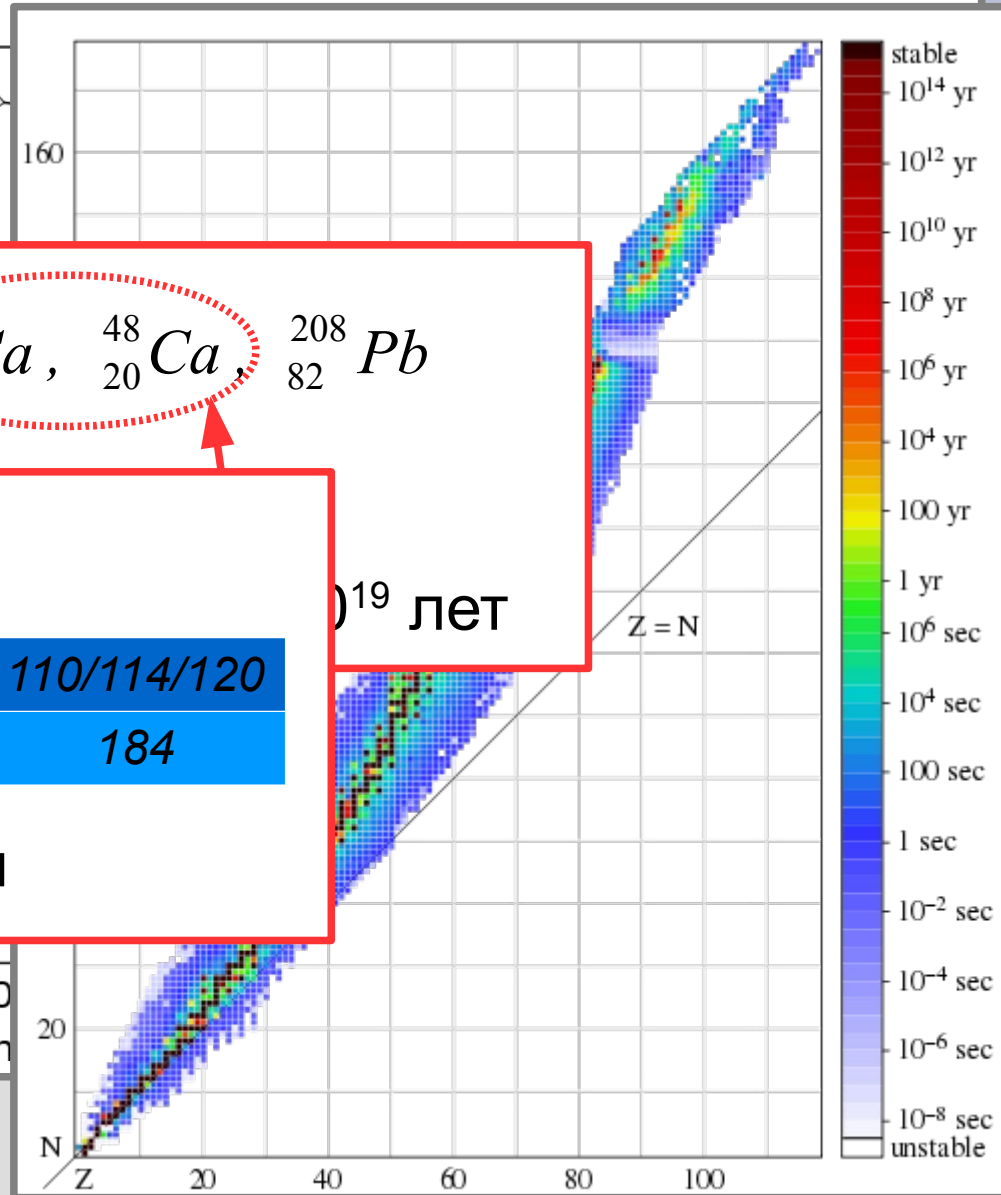 stable
10¹⁴ yr
160
10¹² yr
10¹⁰ yr
10⁸ yr
a , ⁴⁸₂₀Ca , ²⁰⁸₈₂Pb
10⁶ yr
10⁴ yr
100 yr
1 yr
0¹⁹ лет
Z = N
10⁶ sec
110/114/120
10⁴ sec
184
100 sec
1 sec
10⁻² sec
10⁻⁴ sec
20
10⁻⁶ sec
10⁻⁸ sec
N
unstable
Z 20 40 60 80 100